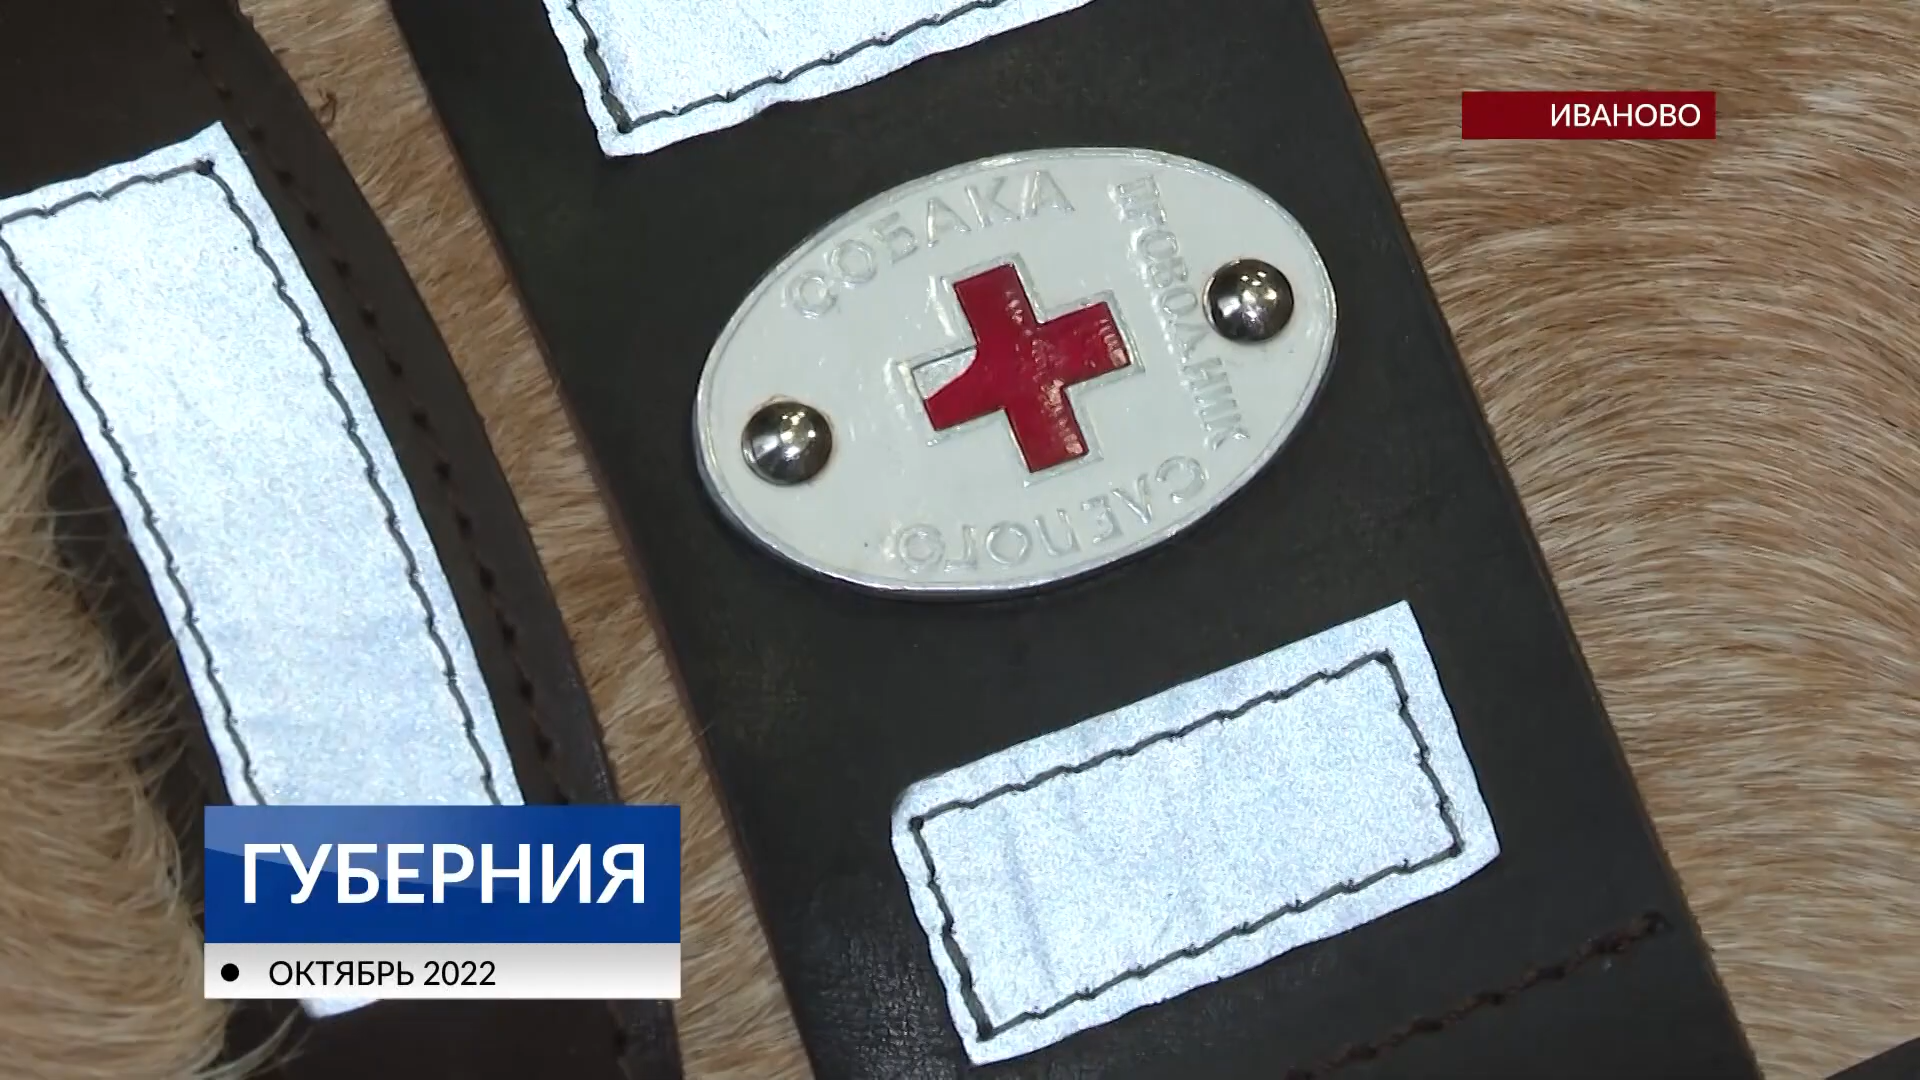 ИВАНОВО
СОБАКА
ПРОВОДНИК
СЛЕПОГО
ГУБЕРНИЯ
ОКТЯБРЬ 2022